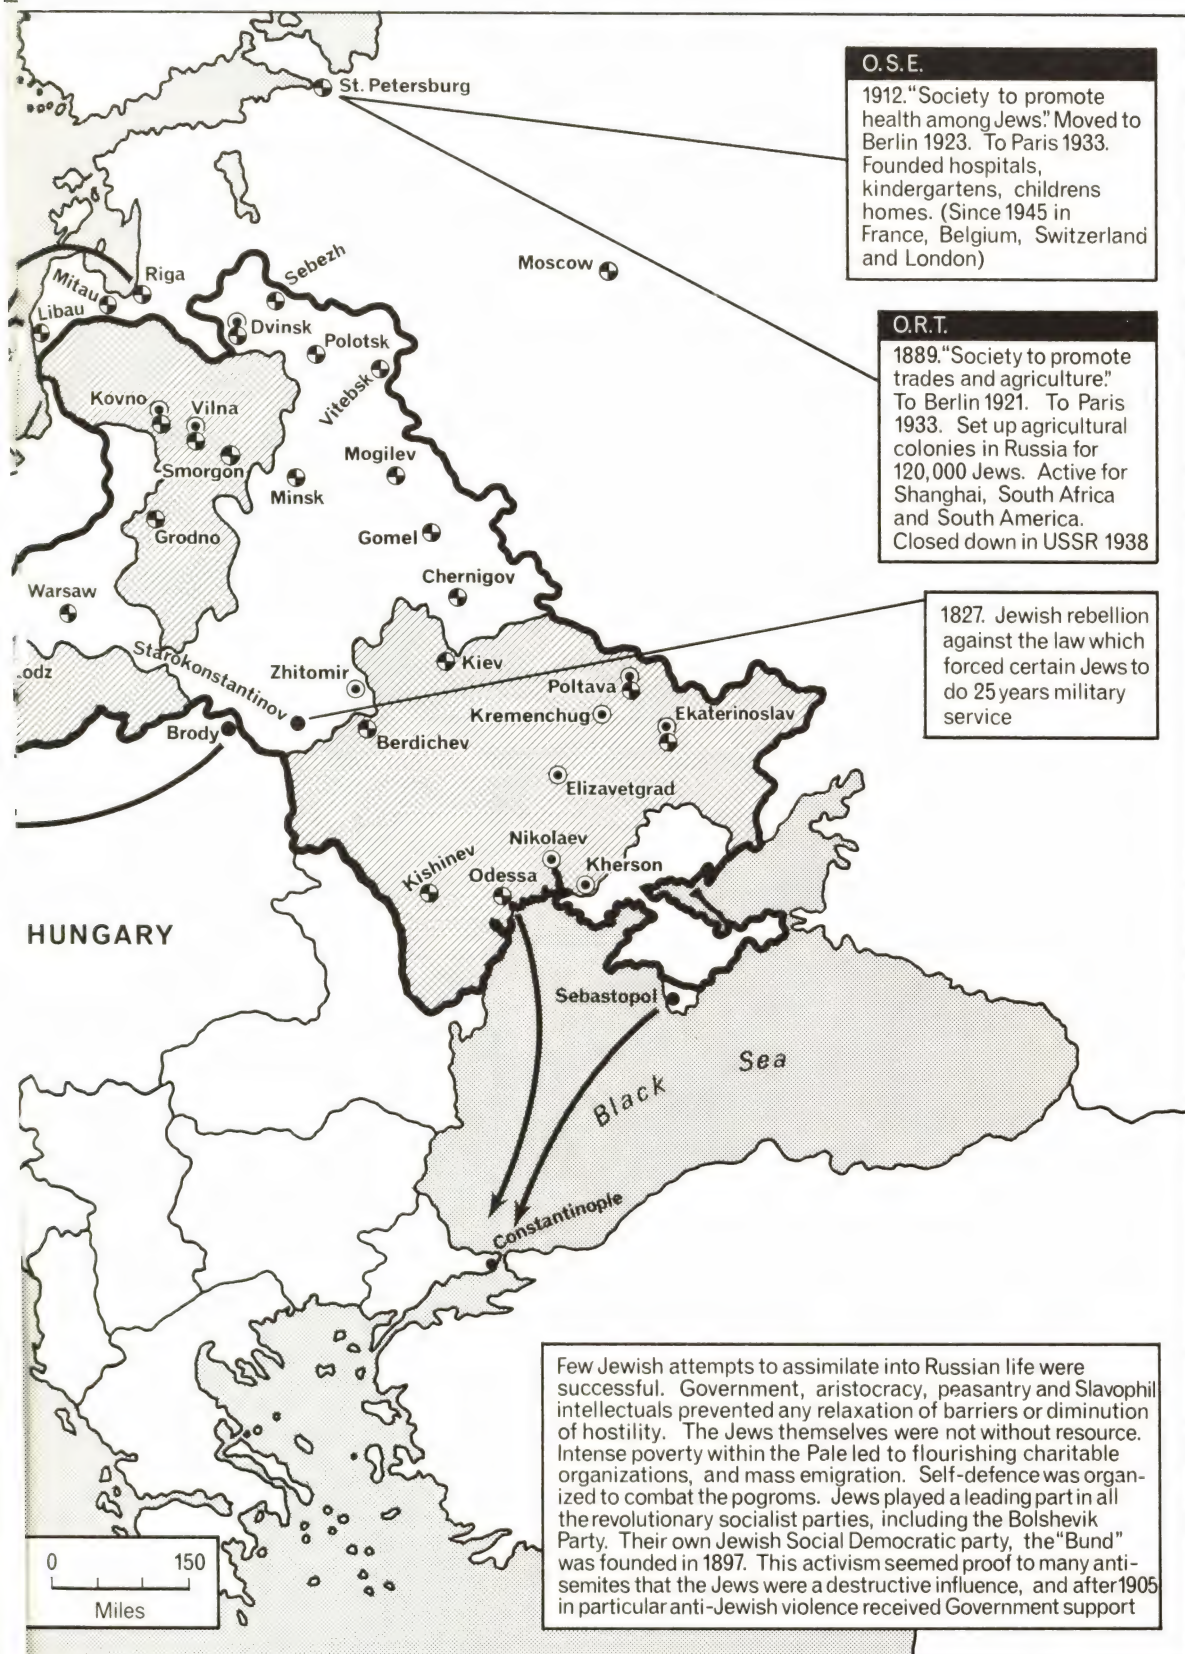 St. Petersburg
O.S.E.
1912. "Society to promote
health among Jews." Moved to
Berlin 1923. To Paris 1933.
Founded hospitals,
kindergartens, childrens
homes. (Since 1945 in
France, Belgium, Switzerland
and London)
Moscow
O.R.T.
1889. "Society to promote
trades and agriculture."
To Berlin 1921. To Paris
1933. Set up agricultural
colonies in Russia for
120,000 Jews. Active for
Shanghai, South Africa
and South America.
Closed down in USSR 1938
Riga
Sebezh
Mitau
Libau
Dvinsk
Polotsk
Vitebsk
Kovno
Vilna
Smorgon
Mogilev
Minsk
Grodno
Gomel
Chernigov
Warsaw
1827. Jewish rebellion
against the law which
forced certain Jews to
do 25 years military
service
Starokonstantinov
Lodz
Zhitomir
Kiev
Poltava
Kremenchug
Ekaterinoslav
Brody
Berdichev
Elizavetgrad
Nikolaev
Kherson
Kishinev
Odessa
HUNGARY
Sebastopol
Black Sea
Constantinople
Few Jewish attempts to assimilate into Russian life were
successful. Government, aristocracy, peasantry and Slavophil
intellectuals prevented any relaxation of barriers or diminution
of hostility. The Jews themselves were not without resource.
Intense poverty within the Pale led to flourishing charitable
organizations, and mass emigration. Self-defence was organ-
ized to combat the pogroms. Jews played a leading part in all
the revolutionary socialist parties, including the Bolshevik
Party. Their own Jewish Social Democratic party, the "Bund"
was founded in 1897. This activism seemed proof to many anti-
semites that the Jews were a destructive influence, and after 1905
in particular anti-Jewish violence received Government support
0 150
Miles